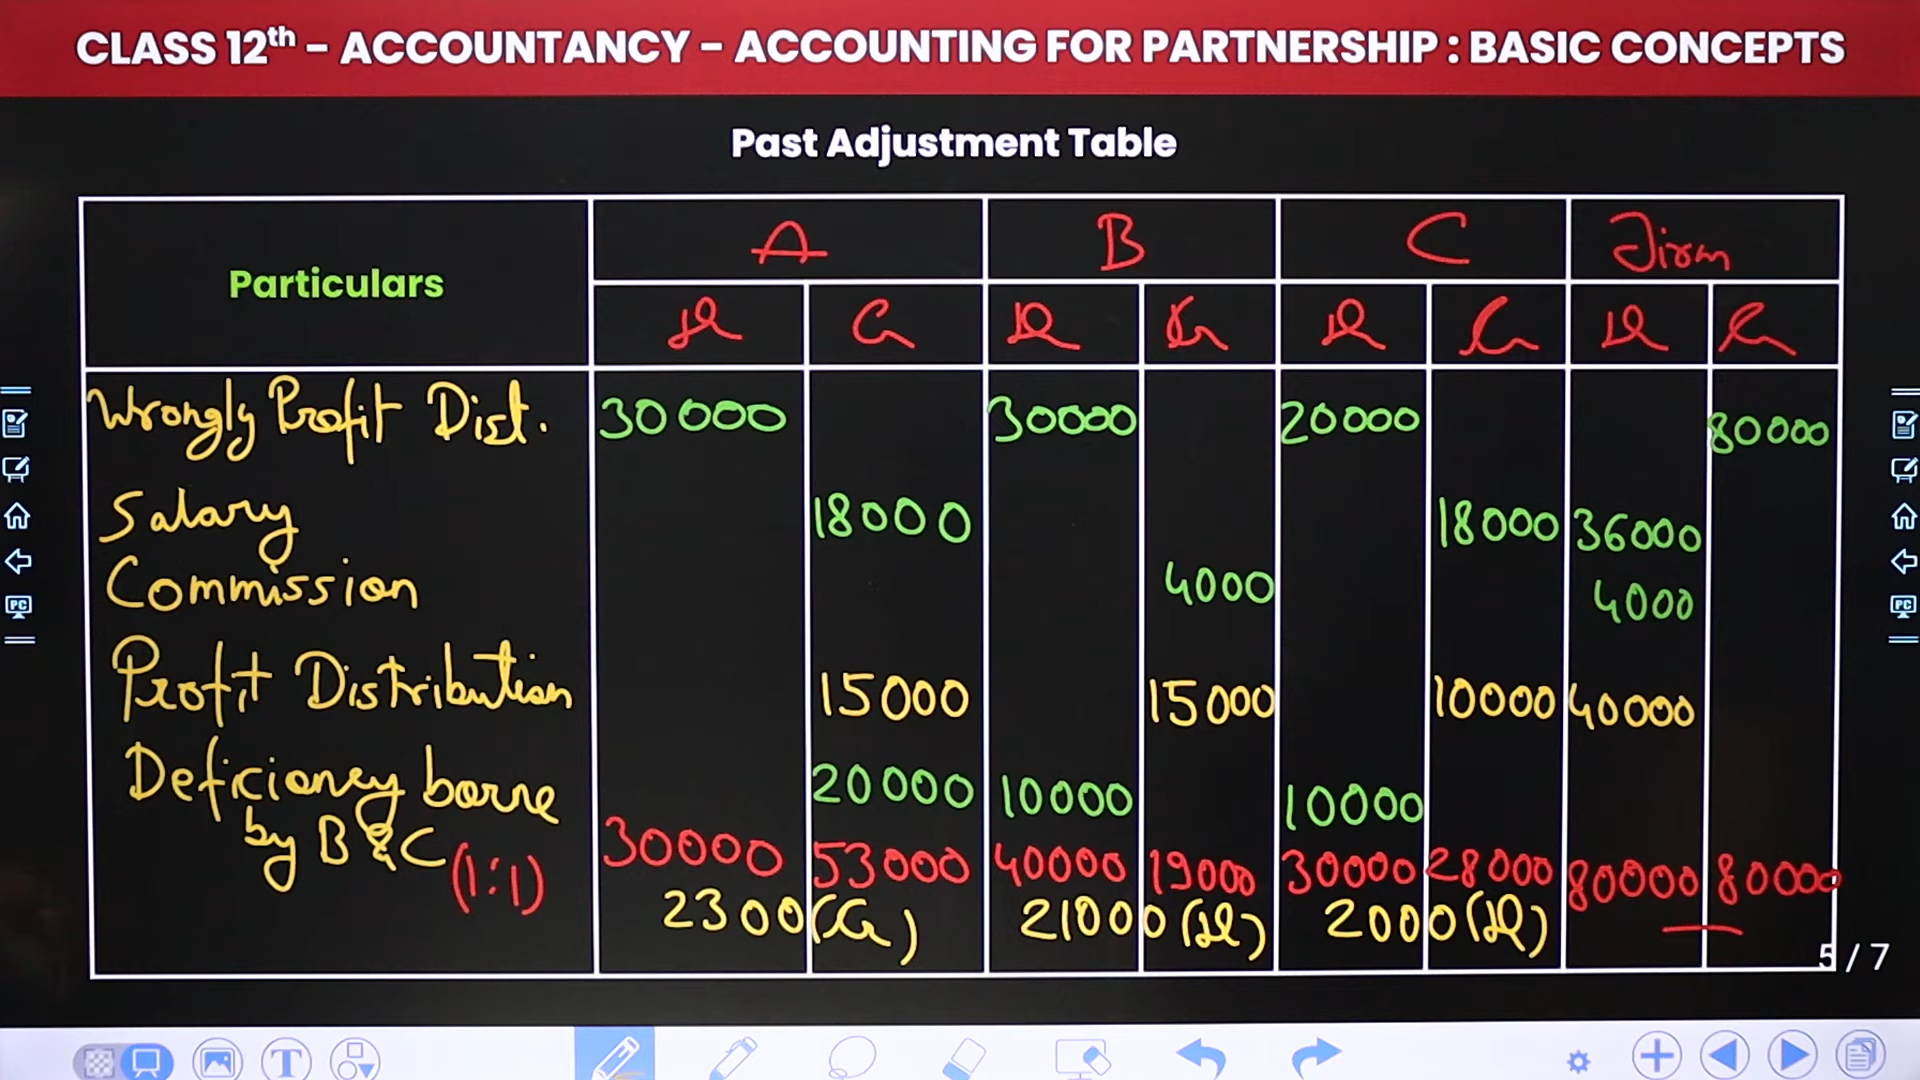 CLASS 12th - ACCOUNTANCY - ACCOUNTING FOR PARTNERSHIP : BASIC CONCEPTS
Past Adjustment Table
Particulars A B C Firm
Dr Cr Dr Cr Dr Cr Dr Cr
Wrongly Profit Dist. 30000 30000 20000 80000
Salary 18000 18000 36000
Commission 4000 4000
Profit Distribution 15000 15000 10000 40000
Deficiency borne 20000 10000 10000
by B & C (1:1) 30000 53000 40000 19000 30000 28000 80000 80000
2300 (Cr) 21000 (Dr) 2000 (Dr)
5 / 7
PC PC
T